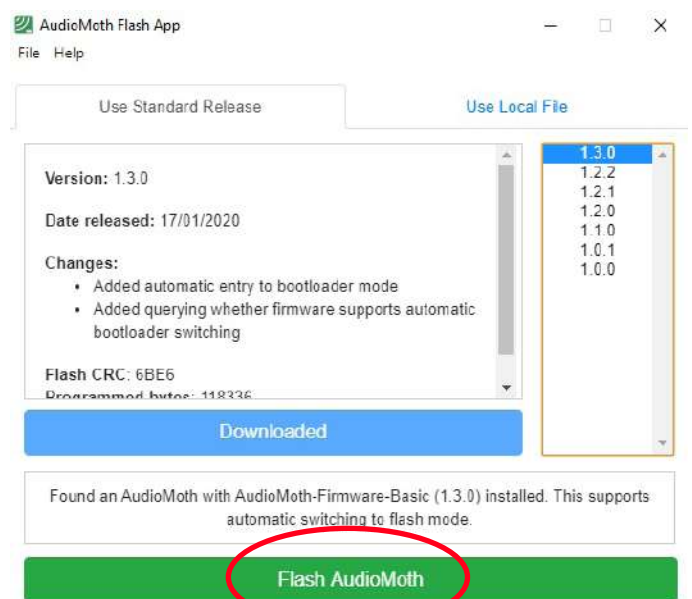 AudioMoth Flash App
File Help
Use Standard Release
Use Local File
Version: 1.3.0
Date released: 17/01/2020
Changes:
• Added automatic entry to bootloader mode
• Added querying whether firmware supports automatic
bootloader switching
Flash CRC: 6BE6
Programmed bytes: 118336
1.3.0
1.2.2
1.2.1
1.2.0
1.1.0
1.0.1
1.0.0
Downloaded
Found an AudioMoth with AudioMoth-Firmware-Basic (1.3.0) installed. This supports
automatic switching to flash mode.
Flash AudioMoth